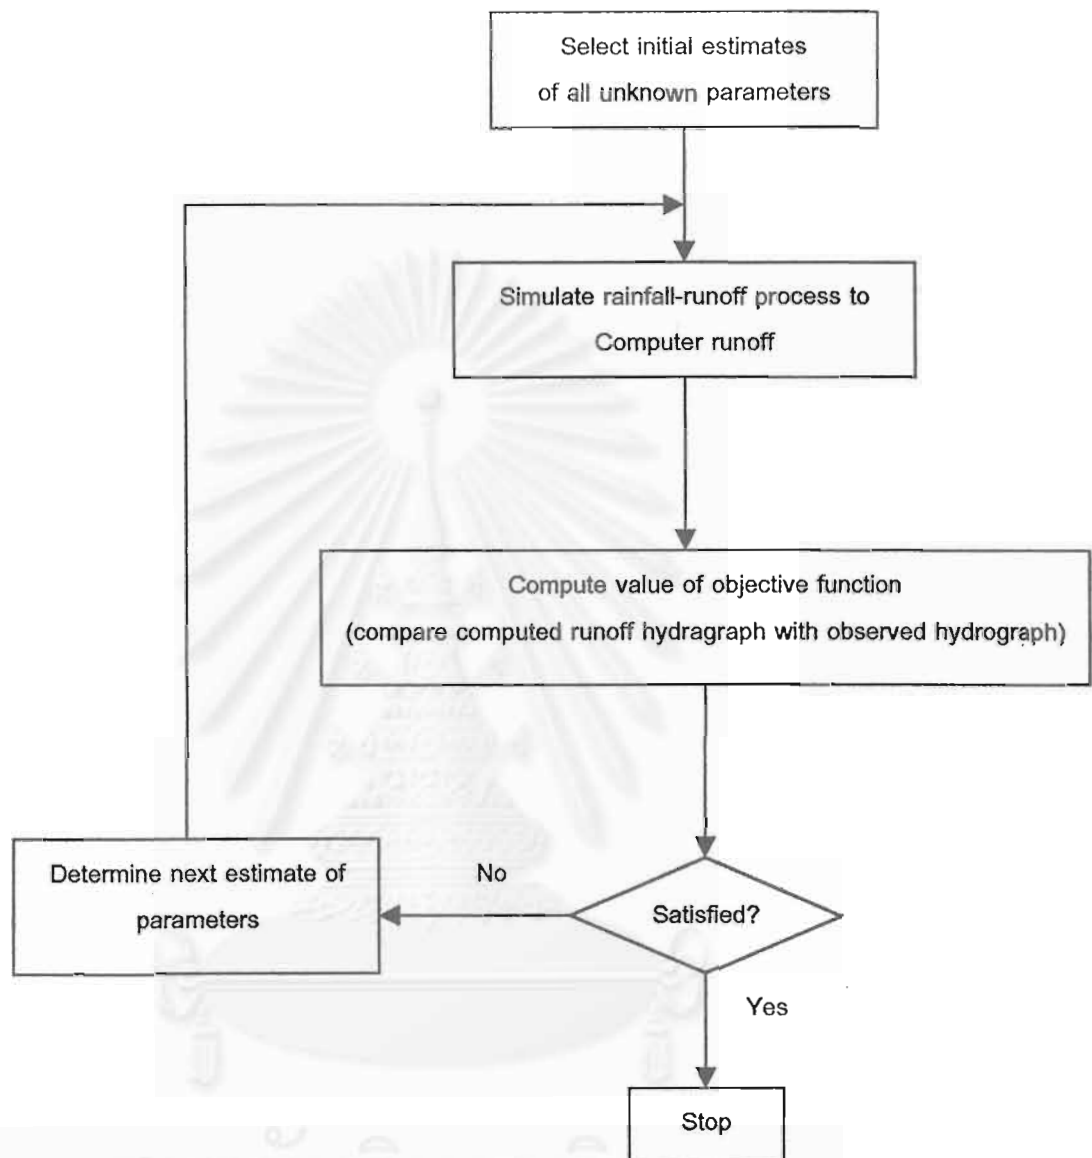 Select initial estimates
of all unknown parameters
Simulate rainfall-runoff process to
Computer runoff
Compute value of objective function
(compare computed runoff hydragraph with observed hydrograph)
Determine next estimate of
parameters
No
Satisfied?
Yes
Stop